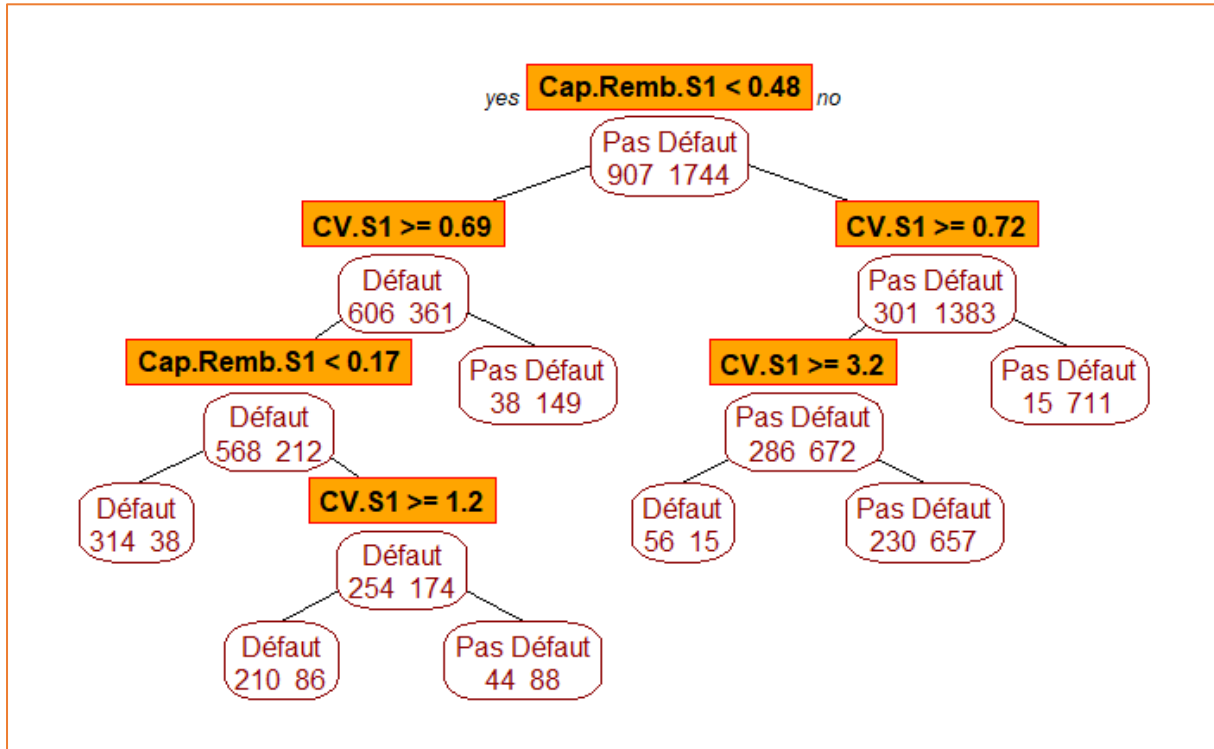 yes Cap.Remb.S1 < 0.48 no
Pas Défaut
907 1744
CV.S1 >= 0.69
CV.S1 >= 0.72
Défaut
606 361
Pas Défaut
301 1383
Cap.Remb.S1 < 0.17
CV.S1 >= 3.2
Pas Défaut
38 149
Pas Défaut
15 711
Défaut
568 212
Pas Défaut
286 672
Défaut
314 38
CV.S1 >= 1.2
Défaut
56 15
Pas Défaut
230 657
Défaut
254 174
Défaut
210 86
Pas Défaut
44 88